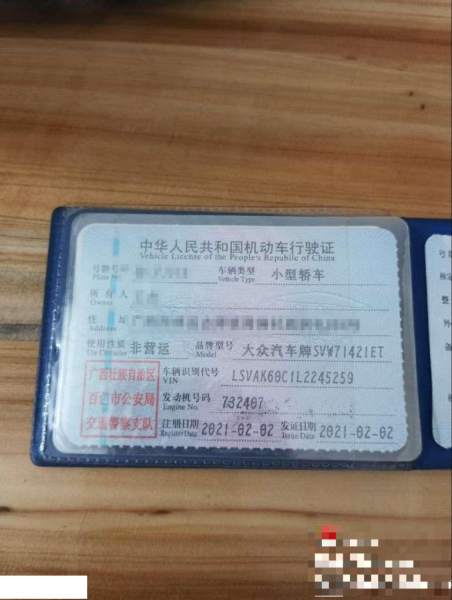 中华人民共和国机动车行驶证
Vehicle License of the People's Republic of China
号牌号码 车辆类型 小型轿车
Plate No. Vehicle Type
所有人
Owner
住址
Address
使用性质 非营运 品牌型号 大众汽车牌SVW71421ET
Use Character Model
广西壮族自治区 车辆识别代号 LSVAK60C1L2245259
VIN
百色市公安局 发动机号码 732407
Engine No.
交通警察支队 注册日期 2021-02-02 发证日期 2021-02-02
Register Date Issue Date